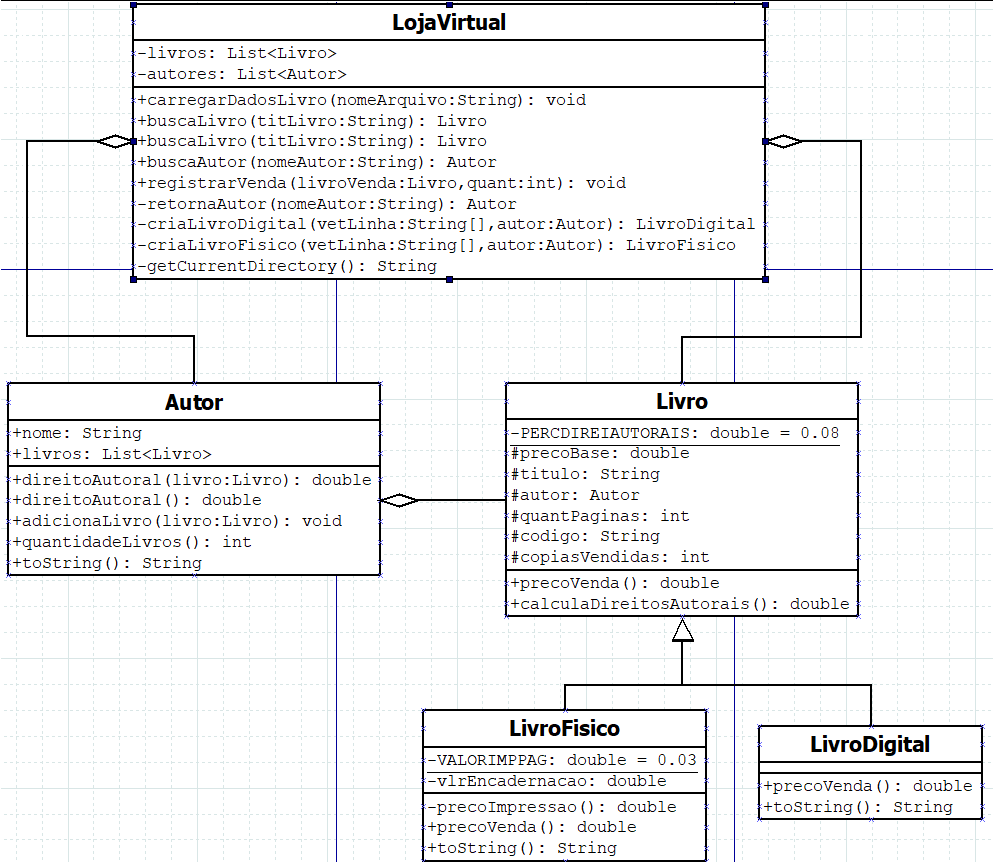 LojaVirtual
-livros: List<Livro>
-autores: List<Autor>
+carregarDadosLivro(nomeArquivo:String): void
+buscaLivro(titLivro:String): Livro
+buscaLivro(titLivro:String): Livro
+buscaAutor(nomeAutor:String): Autor
+registrarVenda(livroVenda:Livro,quant:int): void
-retornaAutor(nomeAutor:String): Autor
-criaLivroDigital(vetLinha:String[],autor:Autor): LivroDigital
-criaLivroFisico(vetLinha:String[],autor:Autor): LivroFisico
-getCurrentDirectory(): String
Autor
+nome: String
+livros: List<Livro>
+direitoAutoral(livro:Livro): double
+direitoAutoral(): double
+adicionaLivro(livro:Livro): void
+quantidadeLivros(): int
+toString(): String
Livro
-PERCDIREIAUTORAIS: double = 0.08
#precoBase: double
#titulo: String
#autor: Autor
#quantPaginas: int
#codigo: String
#copiasVendidas: int
+precoVenda(): double
+calculaDireitosAutorais(): double
LivroFisico
-VALORIMPPAG: double = 0.03
-vlrEncadernacao: double
-precoImpressao(): double
+precoVenda(): double
+toString(): String
LivroDigital
+precoVenda(): double
+toString(): String